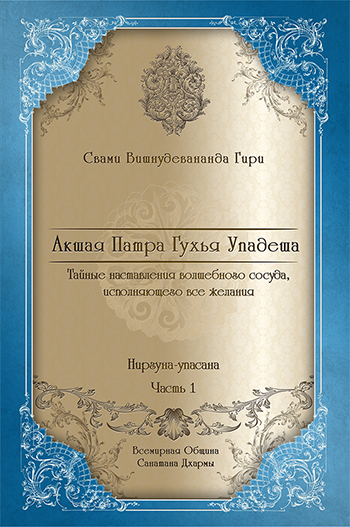 Свами Вишнудевананда Гири
Акшая Патра Гухья Упадеша
Тайные наставления волшебного сосуда,
исполняющего все желания
Ниргуна-упасана
Часть 1
Всемирная Община
Санатана Дхармы